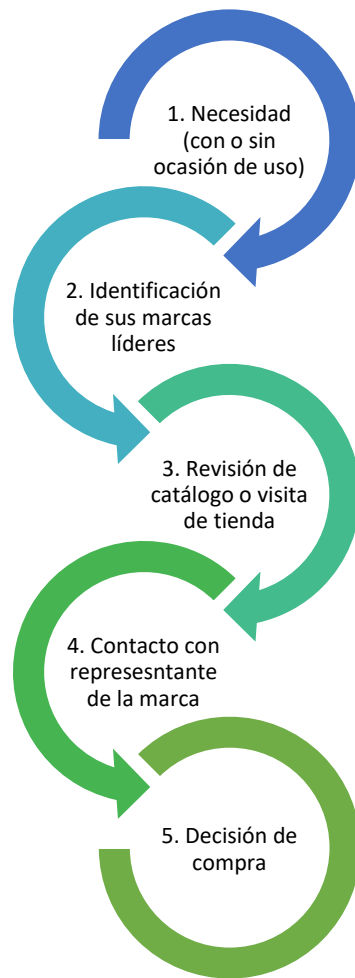 1. Necesidad
(con o sin
ocasión de uso)
2. Identificación
de sus marcas
líderes
3. Revisión de
catálogo o visita
de tienda
4. Contacto con
represesntante
de la marca
5. Decisión de
compra